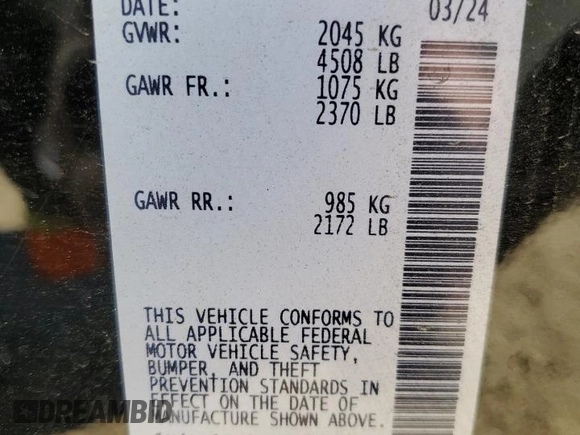 DATE: 03/24
GVWR: 2045 KG
4508 LB
GAWR FR.: 1075 KG
2370 LB
GAWR RR.: 985 KG
2172 LB
THIS VEHICLE CONFORMS TO
ALL APPLICABLE FEDERAL
MOTOR VEHICLE SAFETY,
BUMPER, AND THEFT
PREVENTION STANDARDS IN
EFFECT ON THE DATE OF
MANUFACTURE SHOWN ABOVE.
DREAMBID